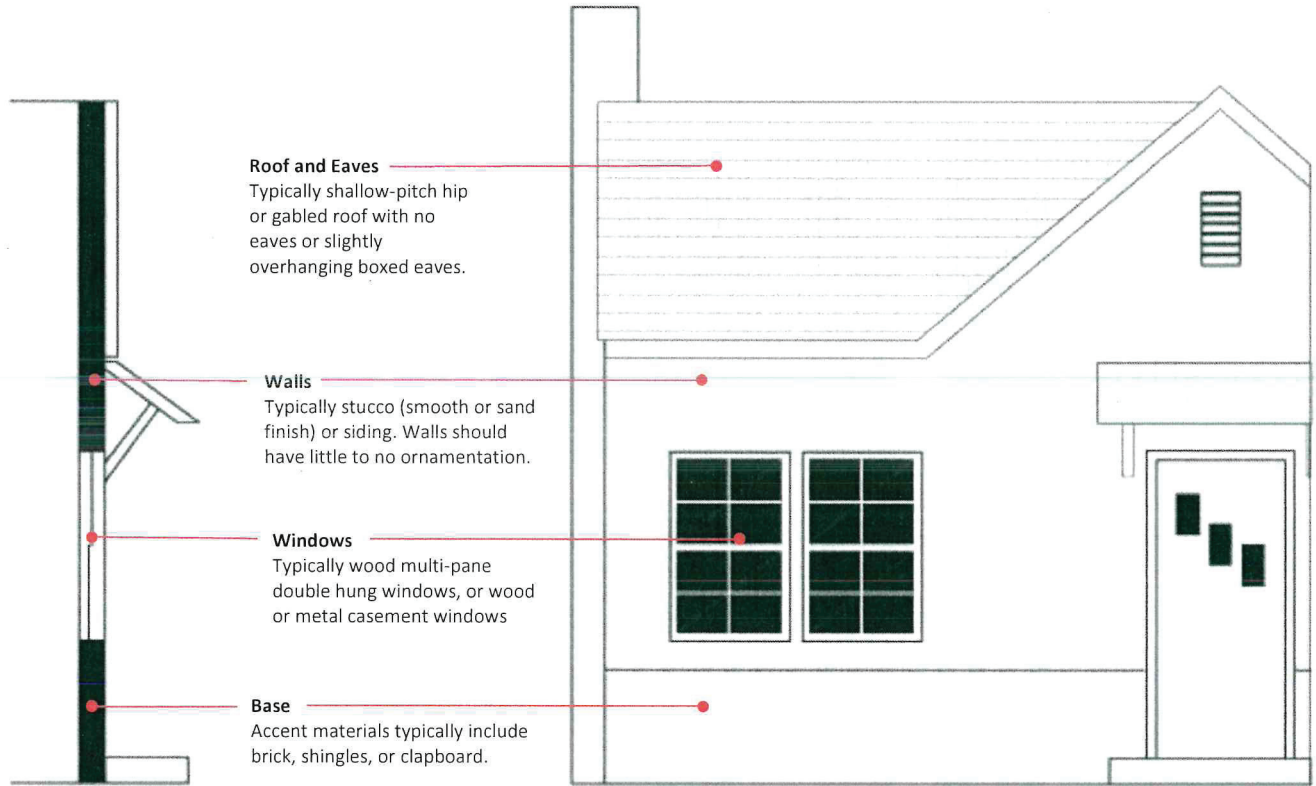 Roof and Eaves
Typically shallow-pitch hip
or gabled roof with no
eaves or slightly
overhanging boxed eaves.
Walls
Typically stucco (smooth or sand
finish) or siding. Walls should
have little to no ornamentation.
Windows
Typically wood multi-pane
double hung windows, or wood
or metal casement windows
Base
Accent materials typically include
brick, shingles, or clapboard.